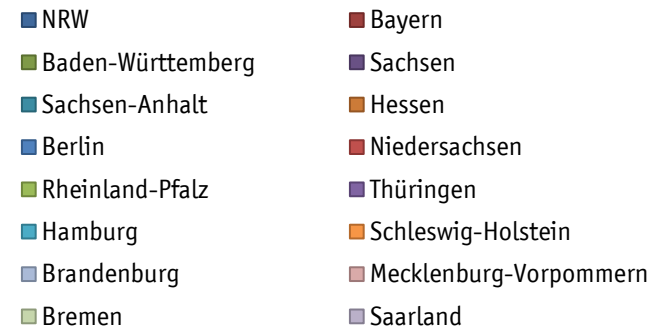 NRW
Bayern
Baden-Württemberg
Sachsen
Sachsen-Anhalt
Hessen
Berlin
Niedersachsen
Rheinland-Pfalz
Thüringen
Hamburg
Schleswig-Holstein
Brandenburg
Mecklenburg-Vorpommern
Bremen
Saarland